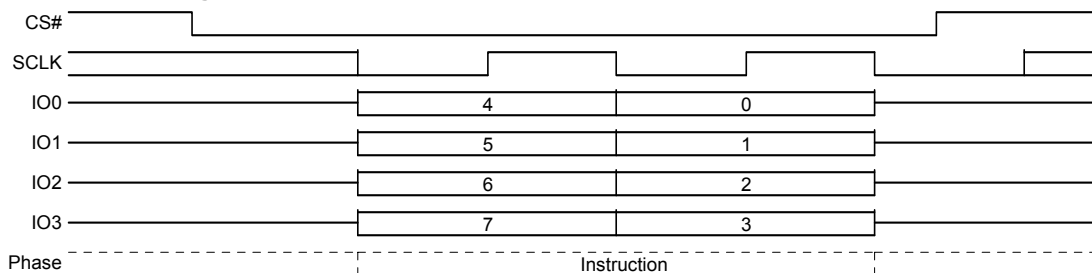 CS#
SCLK
IO0 4 0
IO1 5 1
IO2 6 2
IO3 7 3
Phase Instruction